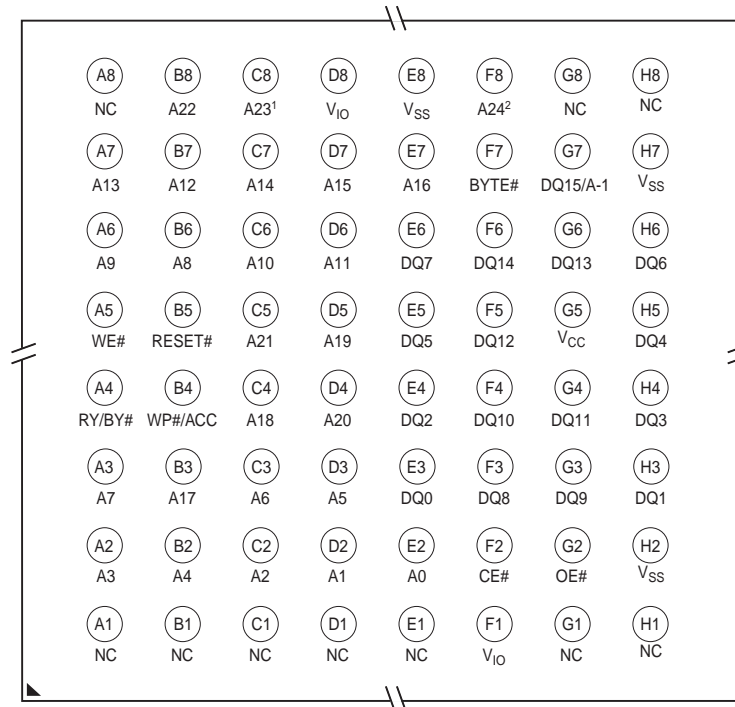 A8 B8 C8 D8 E8 F8 G8 H8
NC A22 A23¹ V_IO V_SS A24² NC NC
A7 B7 C7 D7 E7 F7 G7 H7
A13 A12 A14 A15 A16 BYTE# DQ15/A-1 V_SS
A6 B6 C6 D6 E6 F6 G6 H6
A9 A8 A10 A11 DQ7 DQ14 DQ13 DQ6
A5 B5 C5 D5 E5 F5 G5 H5
WE# RESET# A21 A19 DQ5 DQ12 V_CC DQ4
A4 B4 C4 D4 E4 F4 G4 H4
RY/BY# WP#/ACC A18 A20 DQ2 DQ10 DQ11 DQ3
A3 B3 C3 D3 E3 F3 G3 H3
A7 A17 A6 A5 DQ0 DQ8 DQ9 DQ1
A2 B2 C2 D2 E2 F2 G2 H2
A3 A4 A2 A1 A0 CE# OE# V_SS
A1 B1 C1 D1 E1 F1 G1 H1
NC NC NC NC NC V_IO NC NC